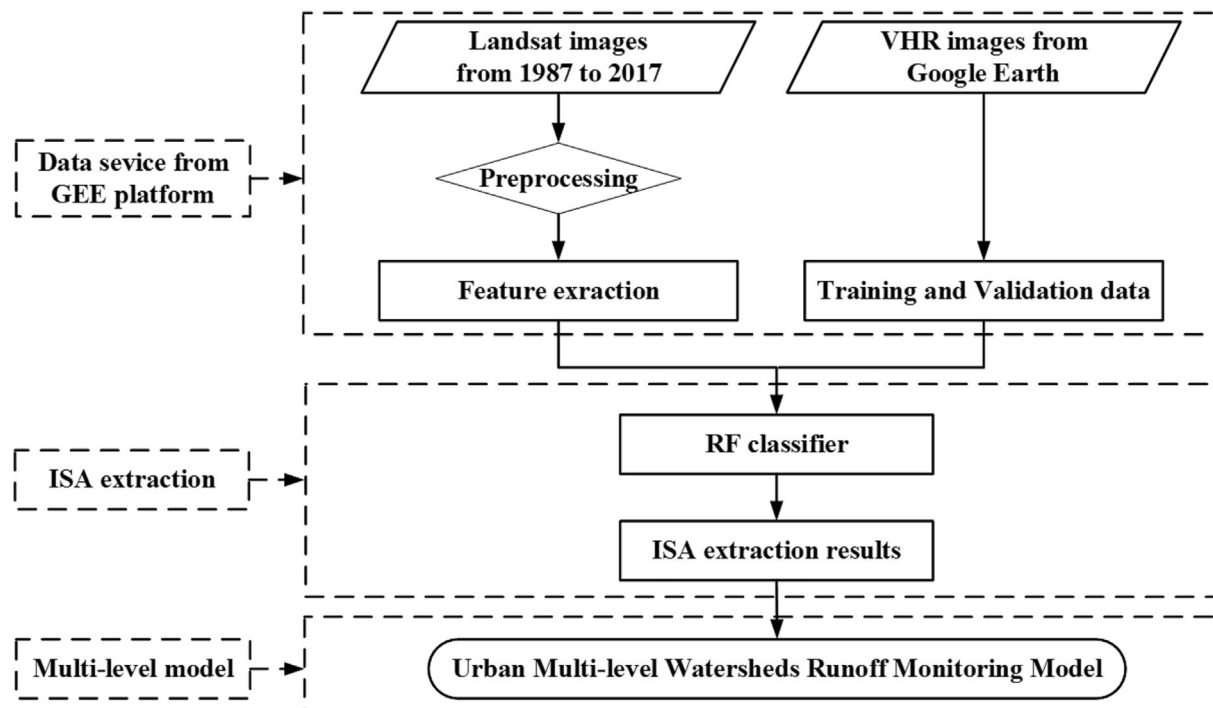 Landsat images
from 1987 to 2017
VHR images from
Google Earth
Data sevice from
GEE platform
Preprocessing
Feature exraction
Training and Validation data
RF classifier
ISA extraction
ISA extraction results
Multi-level model
Urban Multi-level Watersheds Runoff Monitoring Model